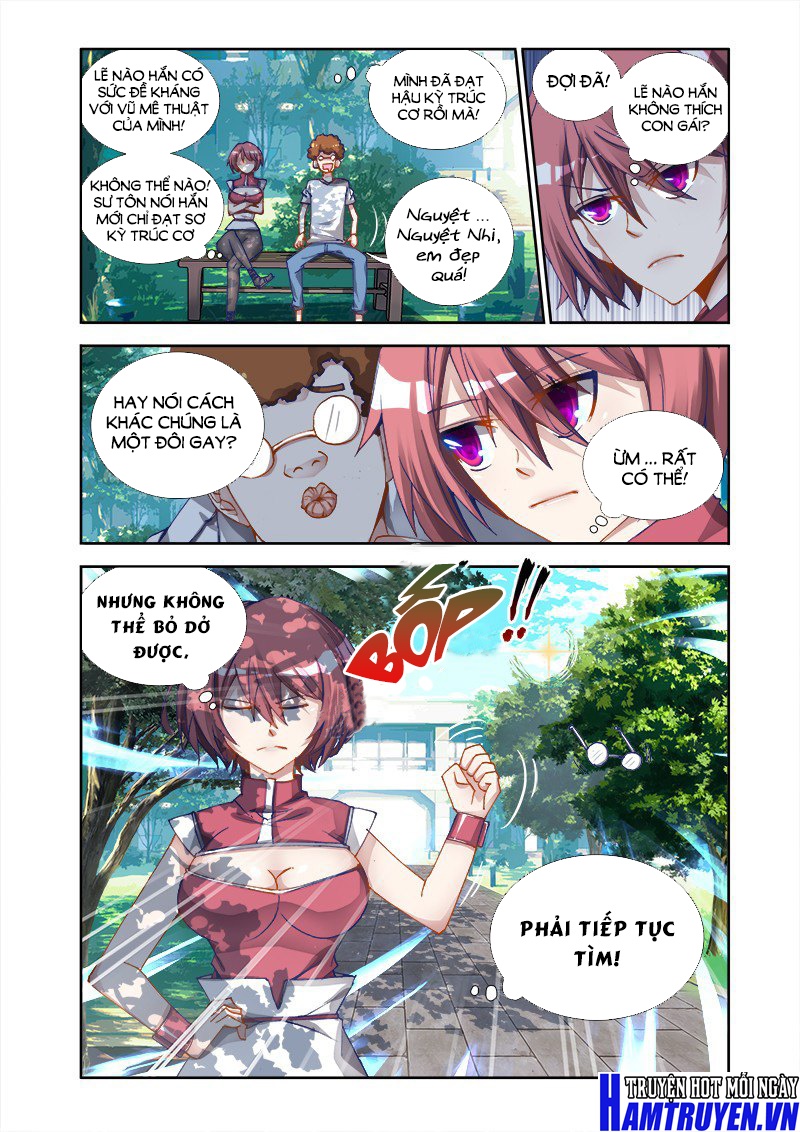 LẼ NÀO HẮN CÓ
SỨC ĐỀ KHÁNG
VỚI VŨ MÊ THUẬT
CỦA MÌNH!
MÌNH ĐÃ ĐẠT
HẬU KỲ TRÚC
CƠ RỒI MÀ!
KHÔNG THỂ NÀO!
SƯ TÔN NÓI HẮN
MỚI CHỈ ĐẠT SƠ
KỲ TRÚC CƠ
Nguyệt ...
Nguyệt Nhi,
em đẹp
quá!
ĐỢI ĐÃ!
LẼ NÀO HẮN
KHÔNG THÍCH
CON GÁI?
HAY NÓI CÁCH
KHÁC CHÚNG LÀ
MỘT ĐÔI GAY?
ỪM ... RẤT
CÓ THỂ!
NHƯNG KHÔNG
THỂ BỎ DỞ
ĐƯỢC,
BỐP !!
PHẢI TIẾP TỤC
TÌM!
TRUYỆN HOT MỖI NGÀY
HAMTRUYEN.VN